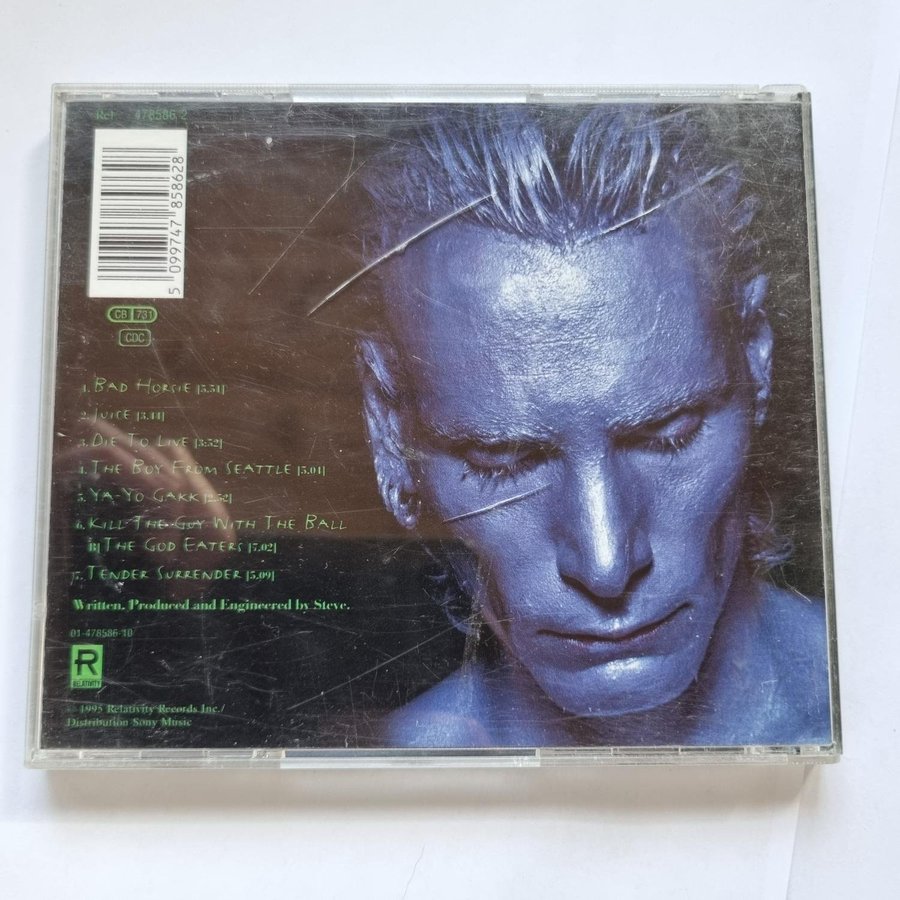 Rel 478586 2
5 099747 858628
CB 731
CDC
1. BAD HORSIE [5.51]
2. JUICE [3.44]
3. DIE TO LIVE [3:52]
4. THE BOY FROM SEATTLE [5.04]
5. YA-YO GAKK [2.52]
6. KILL THE GUY WITH THE BALL
THE GOD EATERS [7.02]
7. TENDER SURRENDER [5.09]
Written, Produced and Engineered by Steve.
01-478586-10
R
RELATIVITY
1995 Relativity Records Inc./
Distribution Sony Music